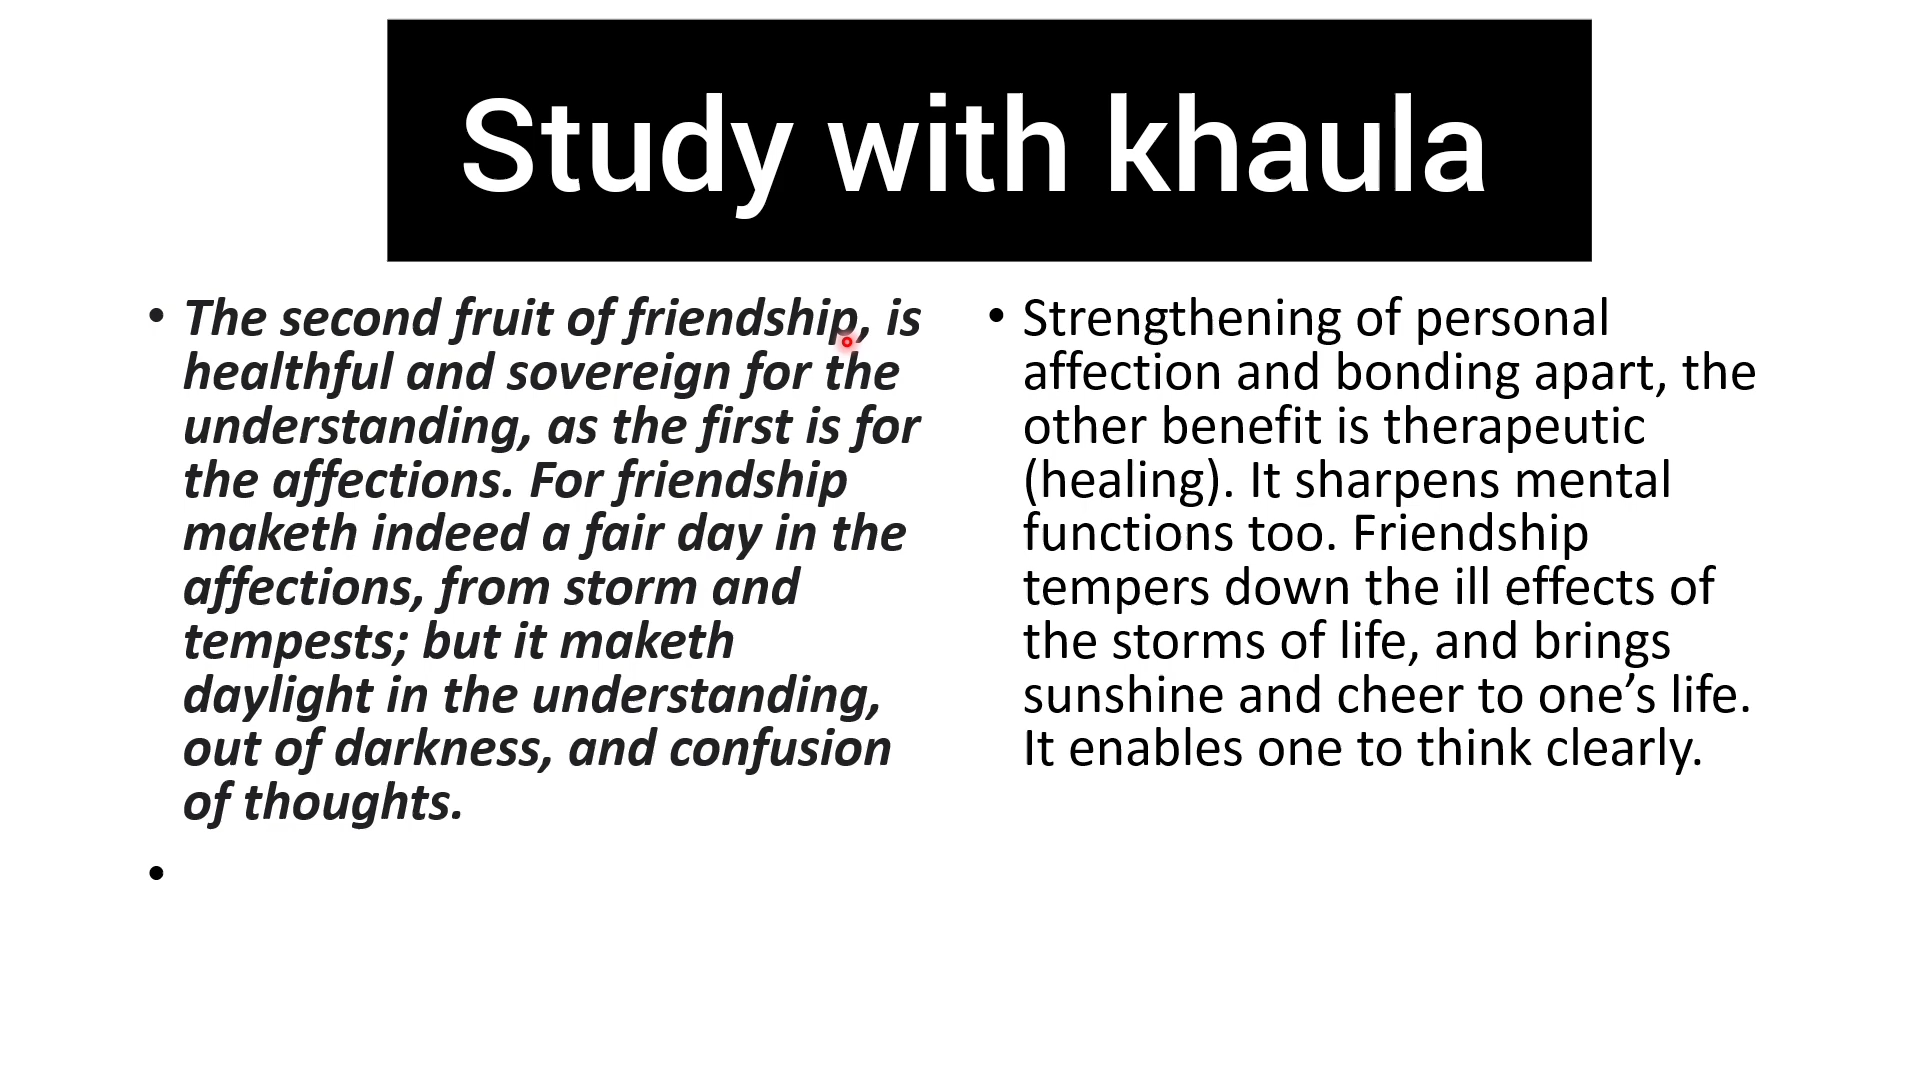 Study with khaula
• The second fruit of friendship, is
healthful and sovereign for the
understanding, as the first is for
the affections. For friendship
maketh indeed a fair day in the
affections, from storm and
tempests; but it maketh
daylight in the understanding,
out of darkness, and confusion
of thoughts.
•
• Strengthening of personal
affection and bonding apart, the
other benefit is therapeutic
(healing). It sharpens mental
functions too. Friendship
tempers down the ill effects of
the storms of life, and brings
sunshine and cheer to one’s life.
It enables one to think clearly.